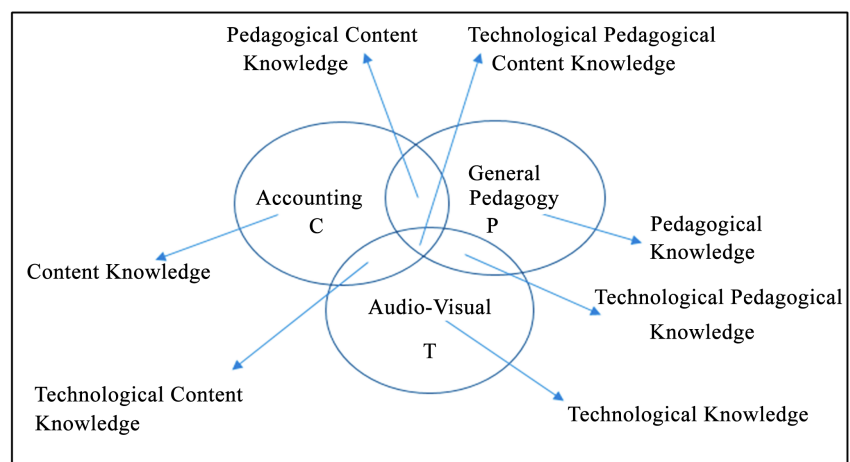 Pedagogical Content
Knowledge
Technological Pedagogical
Content Knowledge
Accounting
C
General
Pedagogy
P
Pedagogical
Knowledge
Content Knowledge
Technological Pedagogical
Knowledge
Audio-Visual
T
Technological Content
Knowledge
Technological Knowledge